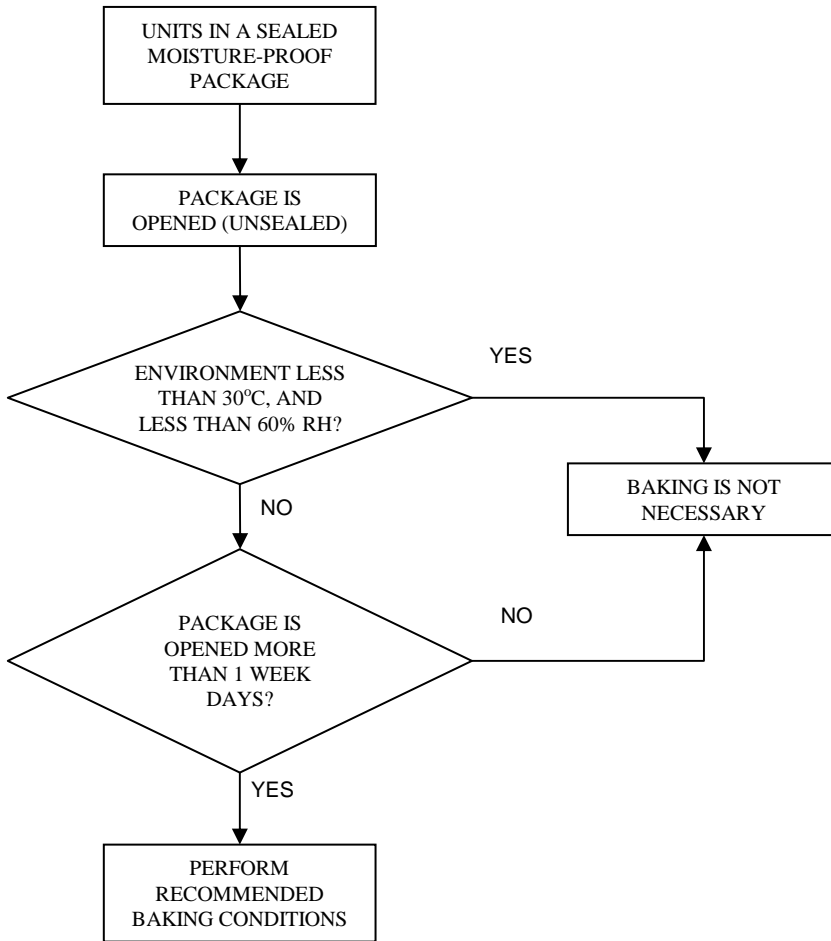 UNITS IN A SEALED
MOISTURE-PROOF
PACKAGE
PACKAGE IS
OPENED (UNSEALED)
ENVIRONMENT LESS
THAN 30°C, AND
LESS THAN 60% RH?
YES
BAKING IS NOT
NECESSARY
NO
PACKAGE IS
OPENED MORE
THAN 1 WEEK
DAYS?
NO
YES
PERFORM
RECOMMENDED
BAKING CONDITIONS